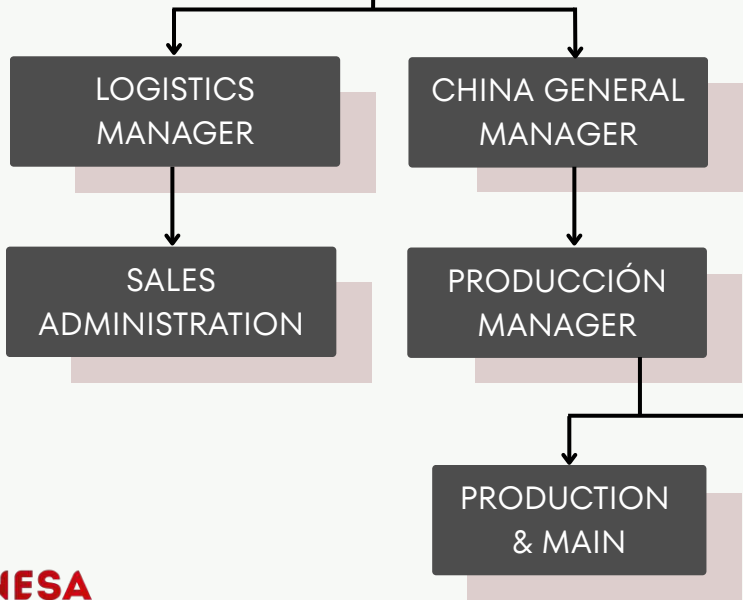 LOGISTICS
MANAGER
CHINA GENERAL
MANAGER
SALES
ADMINISTRATION
PRODUCCIÓN
MANAGER
PRODUCTION
& MAIN